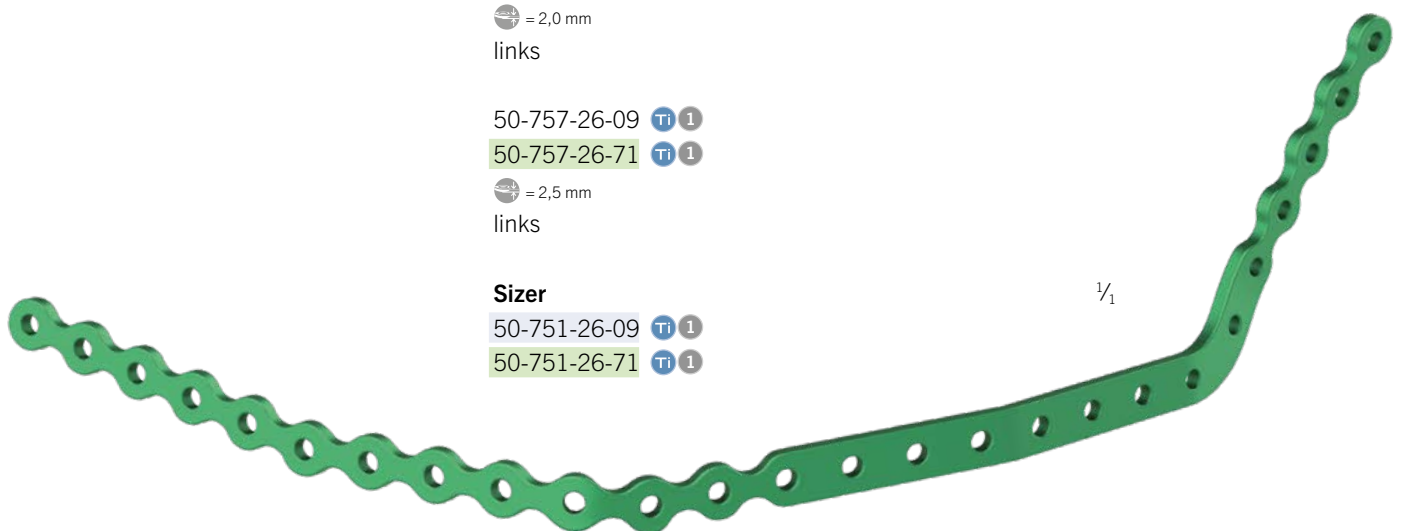 = 2,0 mm
links
50-757-26-09 Ti 1
50-757-26-71 Ti 1
= 2,5 mm
links
Sizer
1/1
50-751-26-09 Ti 1
50-751-26-71 Ti 1